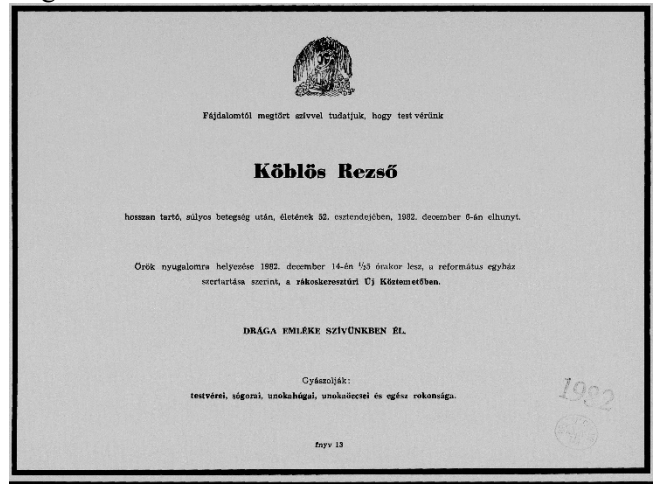 Fájdalomtól megtört szívvel tudatjuk, hogy testvérünk
Köblös Rezső
hosszan tartó, súlyos betegség után, életének 52. esztendejében, 1982. december 6-án elhunyt.
Örök nyugalomra helyezése 1982. december 14-én ½3 órakor lesz, a református egyház
szertartása szerint, a rákoskeresztúri Új Köztemetőben.
DRÁGA EMLÉKE SZÍVÜNKBEN ÉL.
Gyászolják:
testvérei, sógorai, unokahúgai, unokaöccsei és egész rokonsága.
fnyv 13
1982